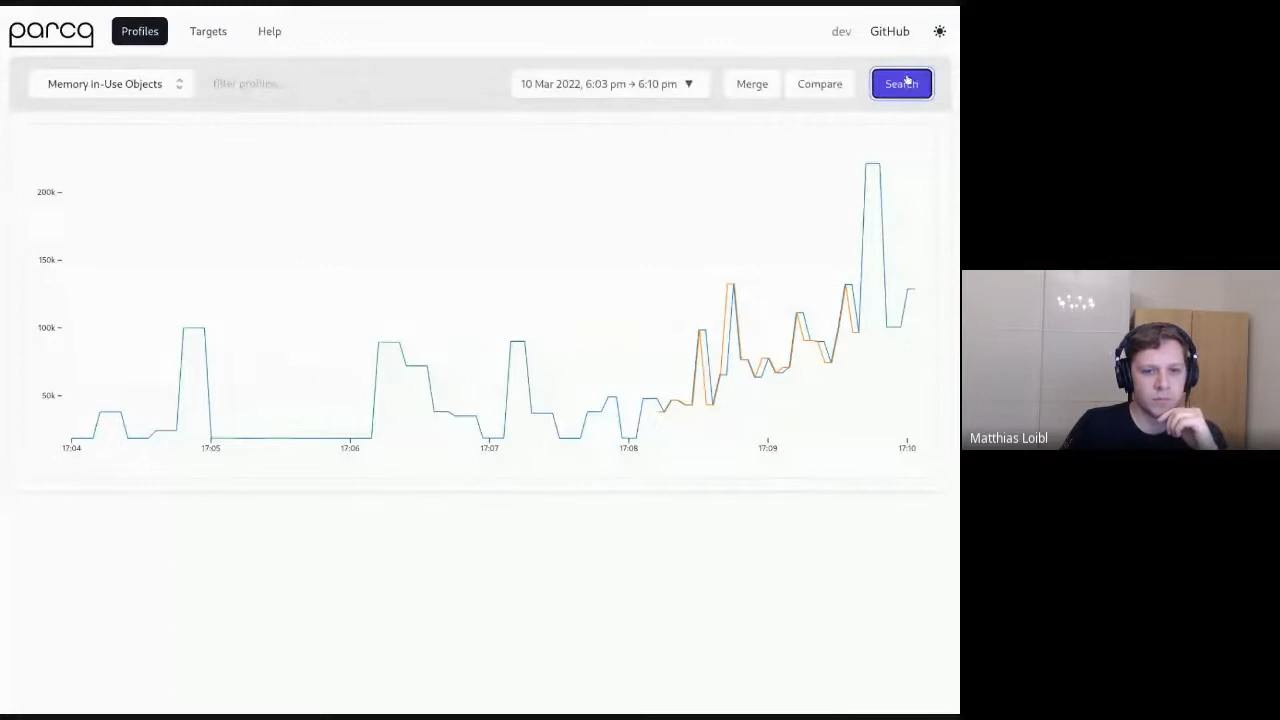 parca
Profiles Targets Help dev GitHub
Memory In-Use Objects filter profiles... 10 Mar 2022, 6:03 pm → 6:10 pm ▼ Merge Compare Search
200k
150k
100k
50k
17:04 17:05 17:06 17:07 17:08 17:09 17:10
Matthias Loibl